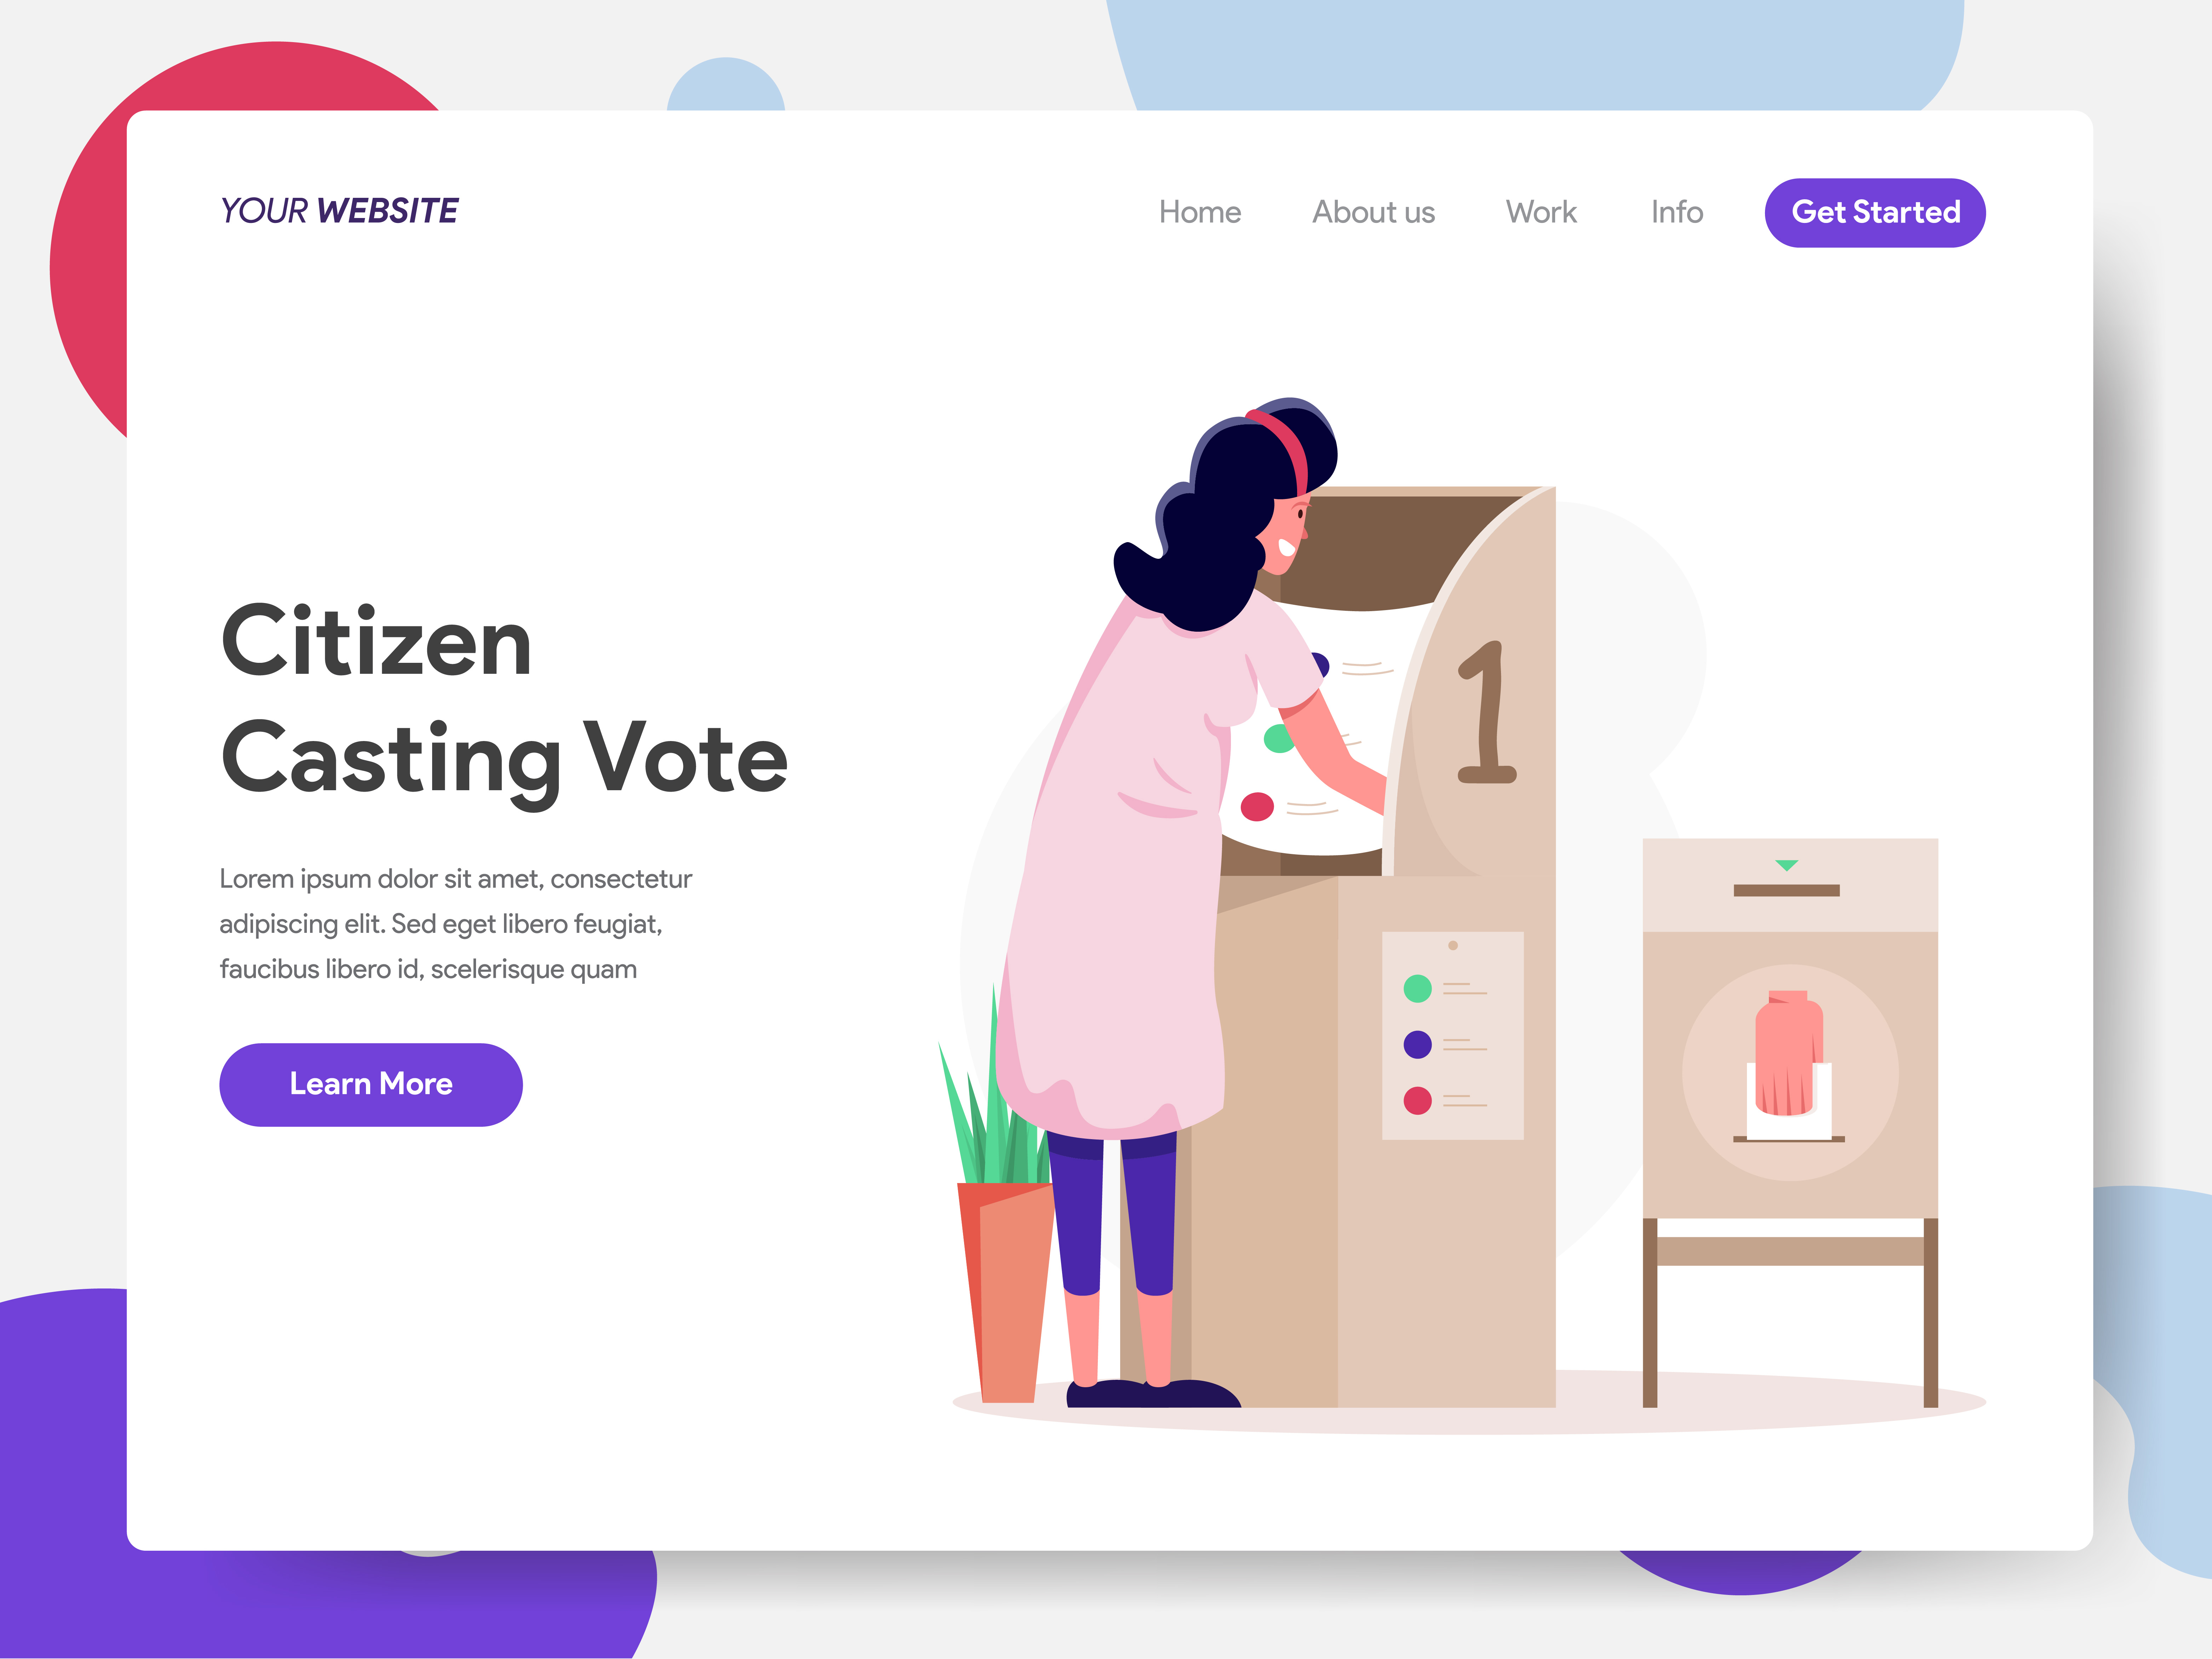 YOUR WEBSITE
Home About us Work Info Get Started
Citizen
Casting Vote
Lorem ipsum dolor sit amet, consectetur
adipiscing elit. Sed eget libero feugiat,
faucibus libero id, scelerisque quam
Learn More
1